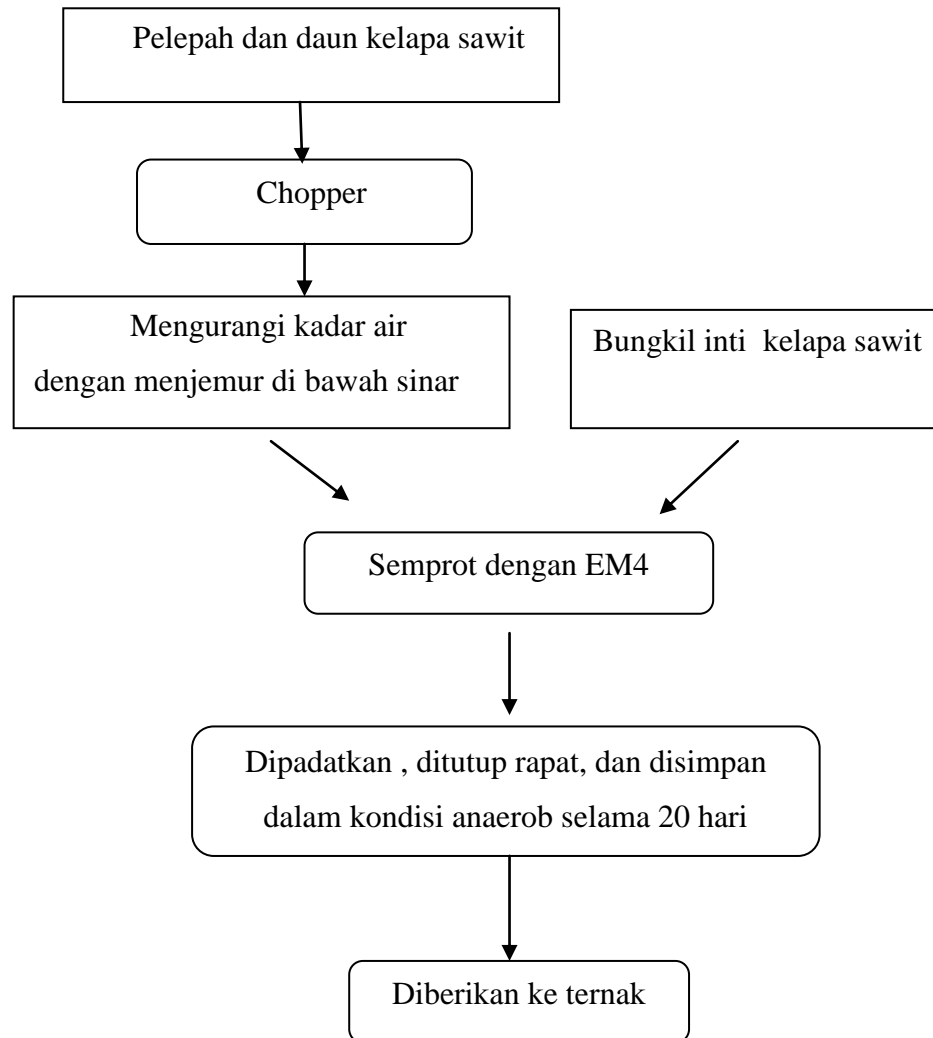 Pelepah dan daun kelapa sawit
Chopper
Mengurangi kadar air
dengan menjemur di bawah sinar
Bungkil inti kelapa sawit
Semprot dengan EM4
Dipadatkan , ditutup rapat, dan disimpan
dalam kondisi anaerob selama 20 hari
Diberikan ke ternak